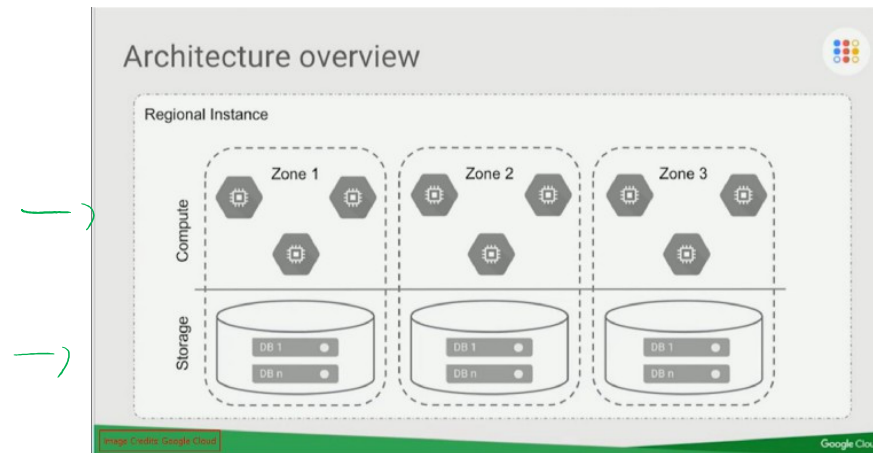 Architecture overview
Regional Instance
Zone 1
Zone 2
Zone 3
Compute
Storage
DB 1
DB n
DB 1
DB n
DB 1
DB n
Image Credits Google Cloud
Google Clou